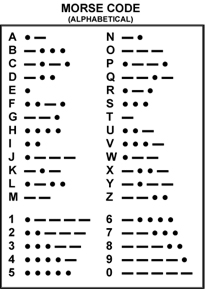 MORSE CODE
(ALPHABETICAL)
A • —
B — • • •
C — • — •
D — • •
E •
F • • — •
G — — •
H • • • •
I • •
J • — — —
K — • —
L • — • •
M — —
N — •
O — — —
P • — — •
Q — — • —
R • — •
S • • •
T —
U • • —
V • • • —
W • — —
X — • • —
Y — • — —
Z — — • •
1 • — — — —
2 • • — — —
3 • • • — —
4 • • • • —
5 • • • • •
6 — • • • •
7 — — • • •
8 — — — • •
9 — — — — •
0 — — — — —